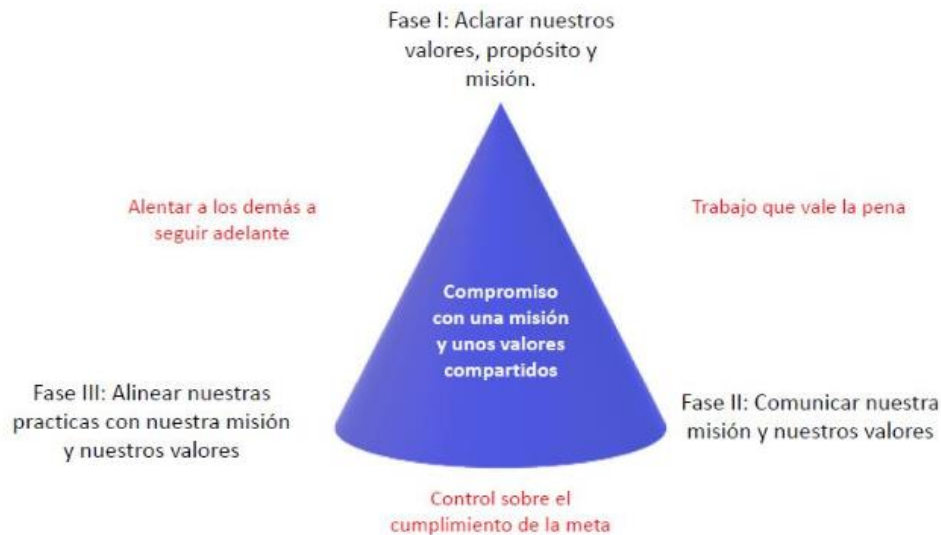 Fase I: Aclarar nuestros
valores, propósito y
misión.
Alentar a los demás a
seguir adelante
Trabajo que vale la pena
Compromiso
con una misión
y unos valores
compartidos
Fase III: Alinear nuestras
practicas con nuestra misión
y nuestros valores
Fase II: Comunicar nuestra
misión y nuestros valores
Control sobre el
cumplimiento de la meta